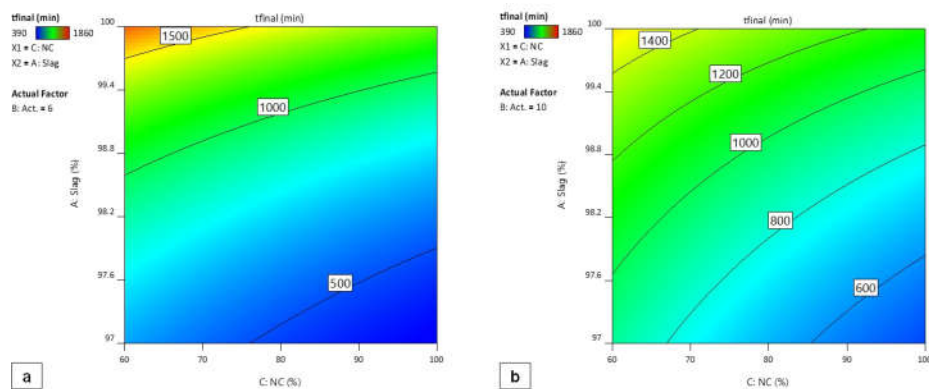 tfinal (min)
390 1860
X1 = C: NC
X2 = A: Slag
Actual Factor
B: Act. = 6
tfinal (min)
100
99.4
98.8
98.2
97.6
97
A: Slag (%)
1500
1000
500
60 70 80 90 100
C: NC (%)
a
tfinal (min)
390 1860
X1 = C: NC
X2 = A: Slag
Actual Factor
B: Act. = 10
tfinal (min)
100
99.4
98.8
98.2
97.6
97
A: Slag (%)
1400
1200
1000
800
600
60 70 80 90 100
C: NC (%)
b